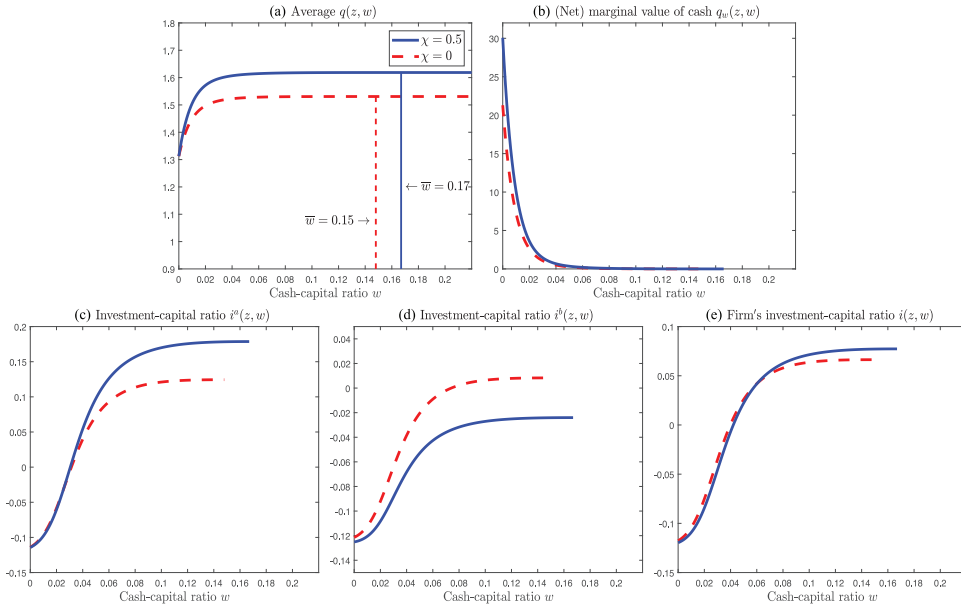 (a) Average q(z, w)
1.8
1.7
1.6
1.5
1.4
1.3
1.2
1.1
1
0.9
0 0.02 0.04 0.06 0.08 0.1 0.12 0.14 0.16 0.18 0.2
Cash-capital ratio w
χ = 0.5
χ = 0
← w̅ = 0.17
w̅ = 0.15 →
(b) (Net) marginal value of cash q_w(z, w)
30
25
20
15
10
5
0
0 0.02 0.04 0.06 0.08 0.1 0.12 0.14 0.16 0.18 0.2
Cash-capital ratio w
(c) Investment-capital ratio i^a(z, w)
0.2
0.15
0.1
0.05
0
-0.05
-0.1
-0.15
0 0.02 0.04 0.06 0.08 0.1 0.12 0.14 0.16 0.18 0.2
Cash-capital ratio w
(d) Investment-capital ratio i^b(z, w)
0.04
0.02
0
-0.02
-0.04
-0.06
-0.08
-0.1
-0.12
-0.14
0 0.02 0.04 0.06 0.08 0.1 0.12 0.14 0.16 0.18 0.2
Cash-capital ratio w
(e) Firm's investment-capital ratio i(z, w)
0.1
0.05
0
-0.05
-0.1
-0.15
0 0.02 0.04 0.06 0.08 0.1 0.12 0.14 0.16 0.18 0.2
Cash-capital ratio w